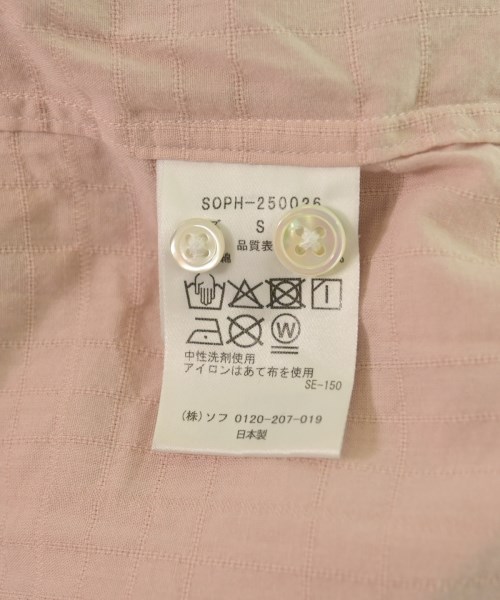 SOPH-250026
S
品質表
W
中性洗剤使用
アイロンはあて布を使用
SE-150
(株)ソフ 0120-207-019
日本製